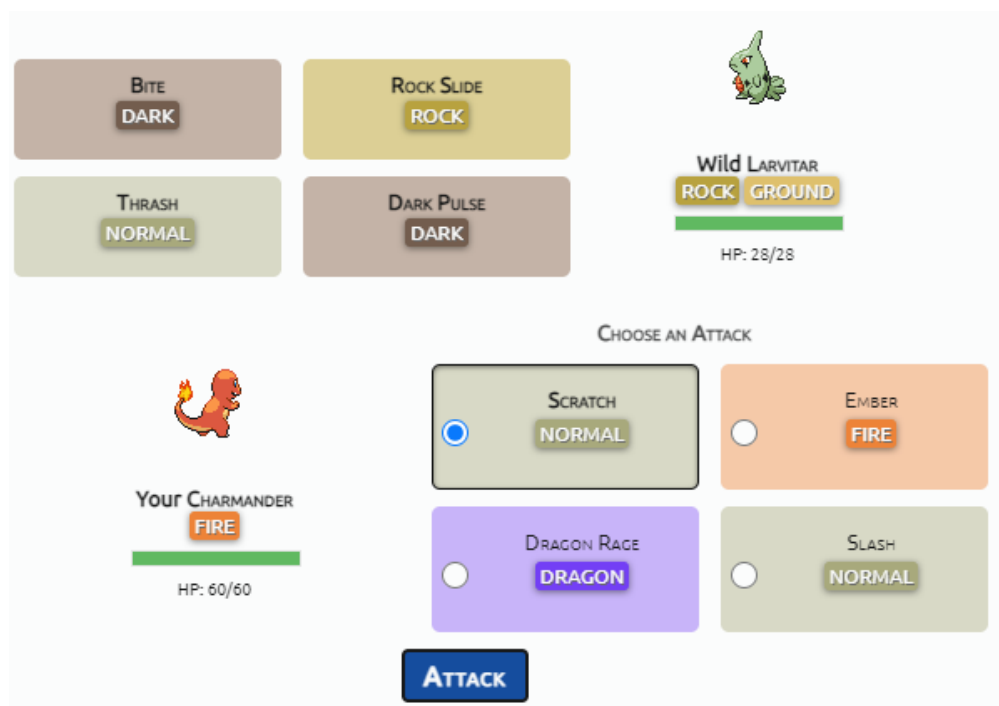 Bite
DARK
Rock Slide
ROCK
Thrash
NORMAL
Dark Pulse
DARK
Wild Larvitar
ROCK GROUND
HP: 28/28
Your Charmander
FIRE
HP: 60/60
Choose an Attack
Scratch
NORMAL
Ember
FIRE
Dragon Rage
DRAGON
Slash
NORMAL
Attack